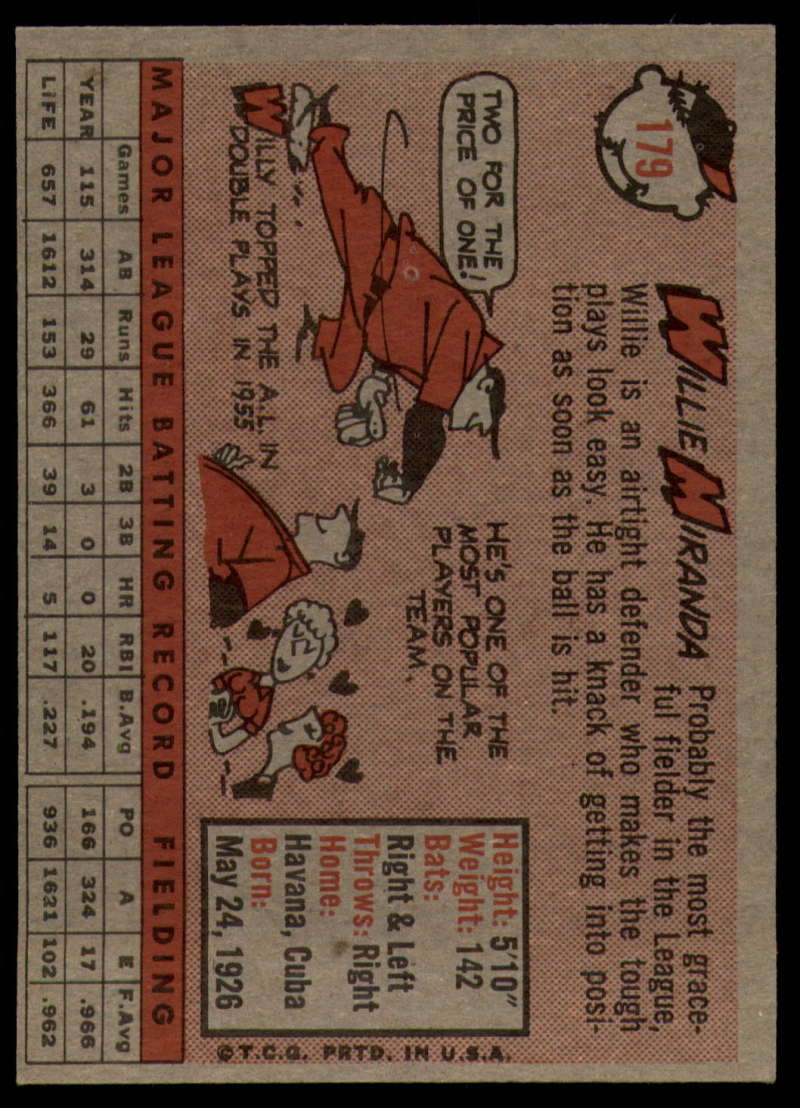 179
WILLIE MIRANDA
Probably the most grace-
ful fielder in the League,
Willie is an airtight defender who makes the tough
plays look easy. He has a knack of getting into posi-
tion as soon as the ball is hit.
TWO FOR THE
PRICE OF ONE!
WILLY TOPPED THE A.L. IN
DOUBLE PLAYS IN 1955
HE'S ONE OF THE
MOST POPULAR
PLAYERS ON THE
TEAM.
Height: 5'10"
Weight: 142
Bats:
Right & Left
Throws: Right
Home:
Havana, Cuba
Born:
May 24, 1926
© T.C.G. PRTD. IN U.S.A.
MAJOR LEAGUE BATTING RECORD FIELDING
Games AB Runs Hits 2B 3B HR RBI B.Avg PO A E F.Avg
YEAR 115 314 29 61 3 0 0 20 .194 166 324 17 .966
LIFE 657 1612 153 366 39 14 5 117 .227 936 1621 102 .962